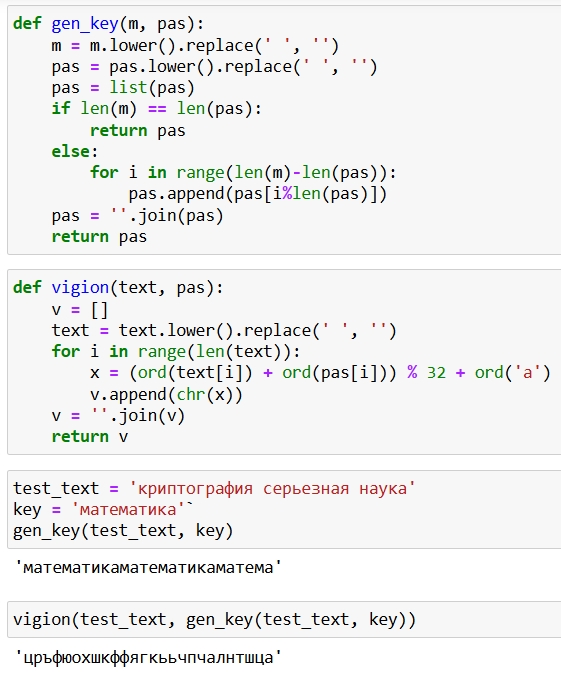 def gen_key(m, pas):
    m = m.lower().replace(' ', '')
    pas = pas.lower().replace(' ', '')
    pas = list(pas)
    if len(m) == len(pas):
        return pas
    else:
        for i in range(len(m)-len(pas)):
            pas.append(pas[i%len(pas)])
    pas = ''.join(pas)
    return pas
def vigion(text, pas):
    v = []
    text = text.lower().replace(' ', '')
    for i in range(len(text)):
        x = (ord(text[i]) + ord(pas[i])) % 32 + ord('а')
        v.append(chr(x))
    v = ''.join(v)
    return v
test_text = 'криптография серьезная наука'
key = 'математика'`
gen_key(test_text, key)
'математикаматематикаматема'
vigion(test_text, gen_key(test_text, key))
'цръфюохшкффягкььчпчалнтшца'